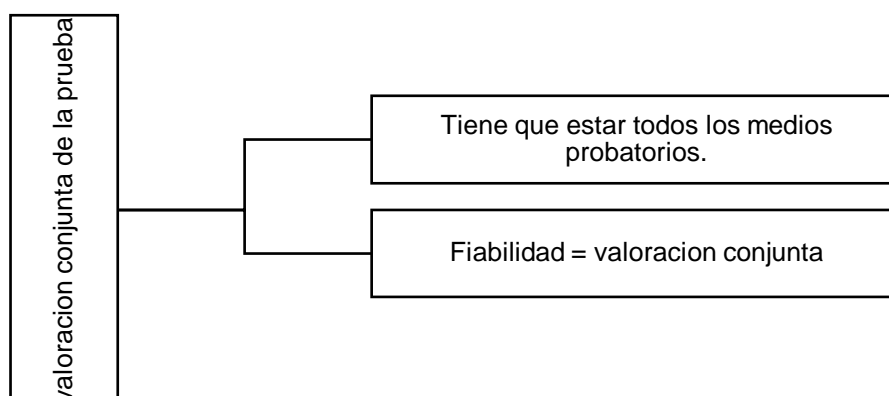 valoracion conjunta de la prueba
Tiene que estar todos los medios
probatorios.
Fiabilidad = valoracion conjunta